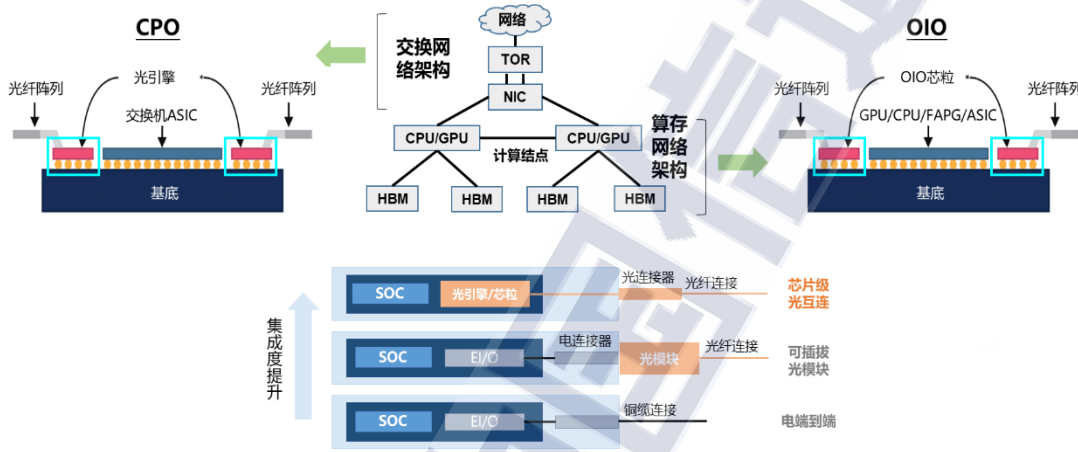 CPO
光引擎
光纤阵列
光纤阵列
交换机ASIC
基底
交换网
络架构
网络
TOR
NIC
CPU/GPU
CPU/GPU
计算结点
HBM
HBM
HBM
HBM
算存
网络
架构
OIO
OIO芯粒
光纤阵列
光纤阵列
GPU/CPU/FAPG/ASIC
基底
集成度提升
SOC
光引擎/芯粒
光连接器
光纤连接
芯片级
光互连
SOC
EI/O
电连接器
光模块
光纤连接
可插拔
光模块
SOC
EI/O
铜缆连接
电端到端